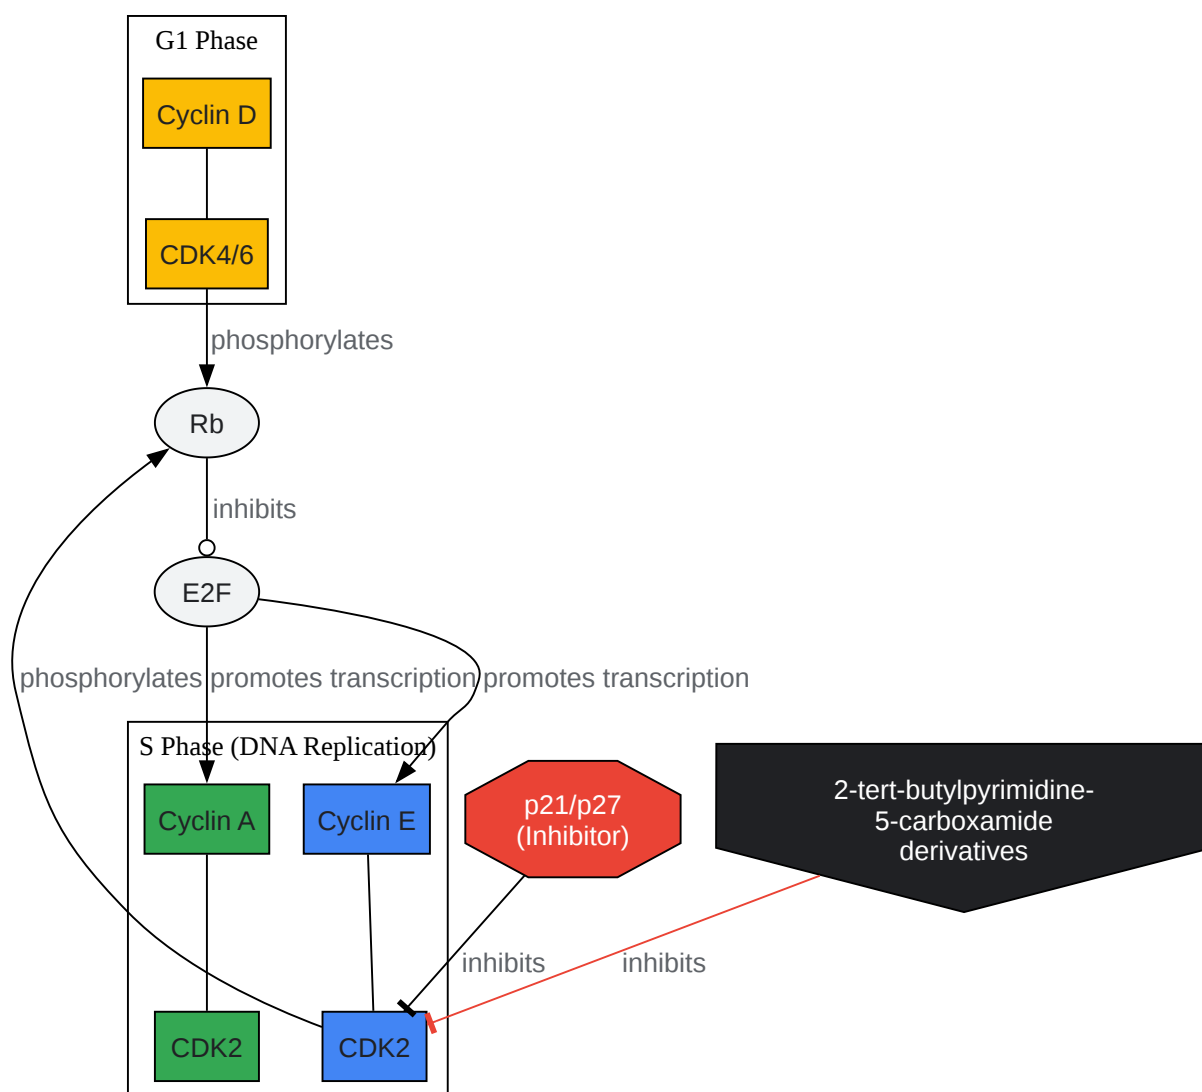 G1 Phase
Cyclin D
CDK4/6
phosphorylates
Rb
inhibits
E2F
phosphorylates
promotes transcription
promotes transcription
S Phase (DNA Replication)
Cyclin A
Cyclin E
p21/p27
(Inhibitor)
2-tert-butylpyrimidine-
5-carboxamide
derivatives
inhibits
inhibits
CDK2
CDK2